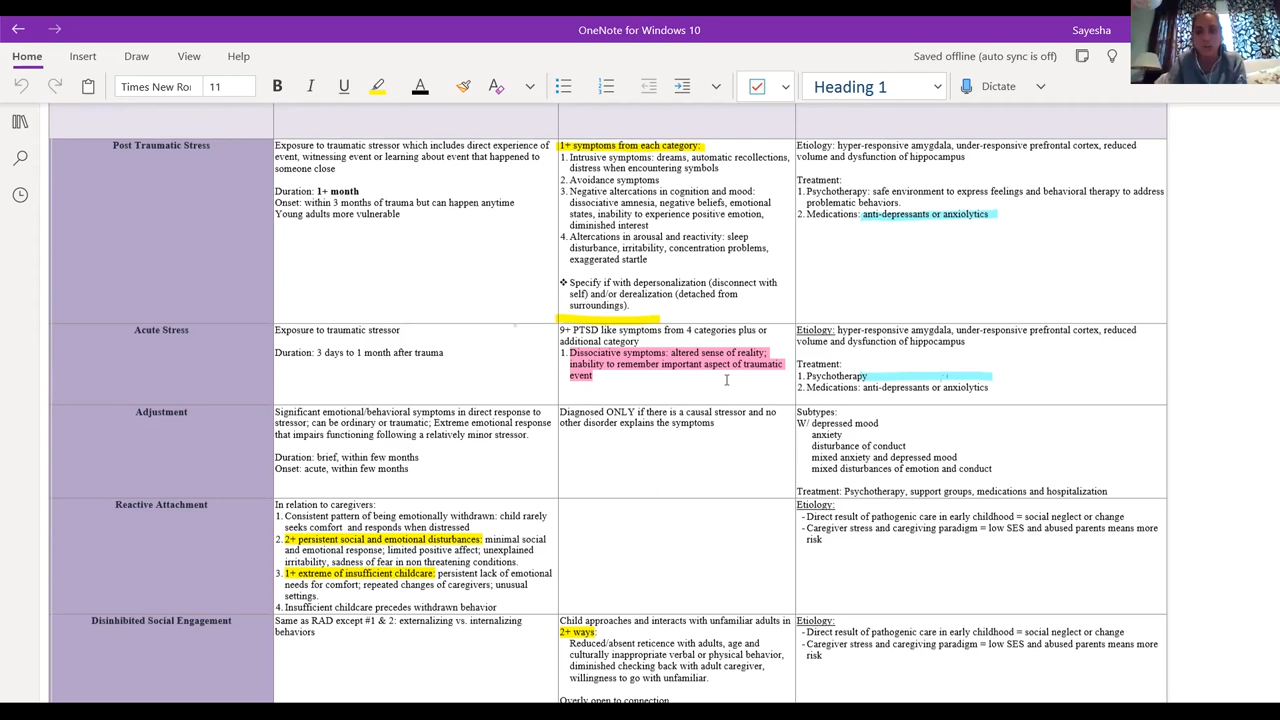 OneNote for Windows 10
Sayesha
Home
Insert
Draw
View
Help
Saved offline (auto sync is off)
Times New Ro
11
B
I
U
A
A
Heading 1
Dictate
Post Traumatic Stress
Exposure to traumatic stressor which includes direct experience of
event, witnessing event or learning about event that happened to
someone close
Duration: 1+ month
Onset: within 3 months of trauma but can happen anytime
Young adults more vulnerable
1+ symptoms from each category:
1. Intrusive symptoms: dreams, automatic recollections,
distress when encountering symbols
2. Avoidance symptoms
3. Negative altercations in cognition and mood:
dissociative amnesia, negative beliefs, emotional
states, inability to experience positive emotion,
diminished interest
4. Altercations in arousal and reactivity: sleep
disturbance, irritability, concentration problems,
exaggerated startle
❖ Specify if with depersonalization (disconnect with
self) and/or derealization (detached from
surroundings).
Etiology: hyper-responsive amygdala, under-responsive prefrontal cortex, reduced
volume and dysfunction of hippocampus
Treatment:
1. Psychotherapy: safe environment to express feelings and behavioral therapy to address
problematic behaviors.
2. Medications: anti-depressants or anxiolytics
Acute Stress
Exposure to traumatic stressor
Duration: 3 days to 1 month after trauma
9+ PTSD like symptoms from 4 categories plus or
additional category
1. Dissociative symptoms: altered sense of reality;
inability to remember important aspect of traumatic
event
Etiology: hyper-responsive amygdala, under-responsive prefrontal cortex, reduced
volume and dysfunction of hippocampus
Treatment:
1. Psychotherapy
2. Medications: anti-depressants or anxiolytics
Adjustment
Significant emotional/behavioral symptoms in direct response to
stressor; can be ordinary or traumatic; Extreme emotional response
that impairs functioning following a relatively minor stressor.
Duration: brief, within few months
Onset: acute, within few months
Diagnosed ONLY if there is a causal stressor and no
other disorder explains the symptoms
Subtypes:
W/ depressed mood
anxiety
disturbance of conduct
mixed anxiety and depressed mood
mixed disturbances of emotion and conduct
Treatment: Psychotherapy, support groups, medications and hospitalization
Reactive Attachment
In relation to caregivers:
1. Consistent pattern of being emotionally withdrawn: child rarely
seeks comfort and responds when distressed
2. 2+ persistent social and emotional disturbances: minimal social
and emotional response; limited positive affect; unexplained
irritability, sadness of fear in non threatening conditions.
3. 1+ extreme of insufficient childcare: persistent lack of emotional
needs for comfort; repeated changes of caregivers; unusual
settings.
4. Insufficient childcare precedes withdrawn behavior
Etiology:
- Direct result of pathogenic care in early childhood = social neglect or change
- Caregiver stress and caregiving paradigm = low SES and abused parents means more
risk
Disinhibited Social Engagement
Same as RAD except #1 & 2: externalizing vs. internalizing
behaviors
Child approaches and interacts with unfamiliar adults in
2+ ways:
Reduced/absent reticence with adults, age and
culturally inappropriate verbal or physical behavior,
diminished checking back with adult caregiver,
willingness to go with unfamiliar.
Overly open to connection
Etiology:
- Direct result of pathogenic care in early childhood = social neglect or change
- Caregiver stress and caregiving paradigm = low SES and abused parents means more
risk